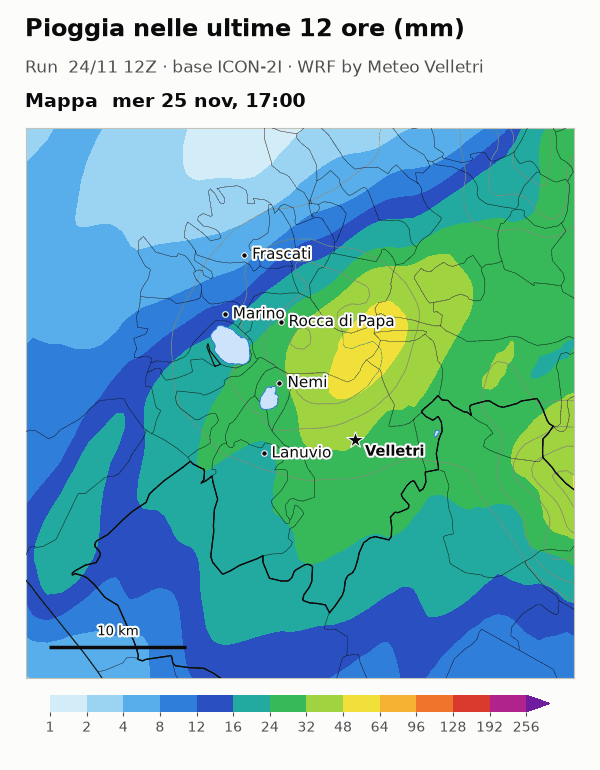 Pioggia nelle ultime 12 ore (mm)
Run  24/11 12Z · base ICON-2I · WRF by Meteo Velletri
Mappa  mer 25 nov, 17:00
Frascati
Marino
Rocca di Papa
Nemi
Velletri
Lanuvio
10 km
1 2 4 8 12 16 24 32 48 64 96 128 192 256